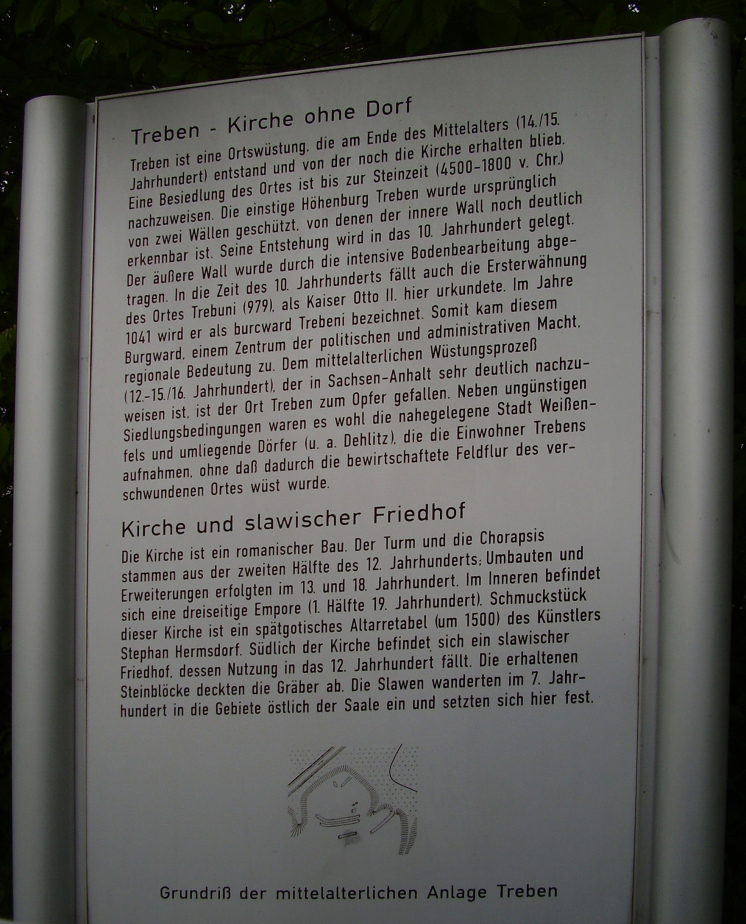 Treben - Kirche ohne Dorf
Treben ist eine Ortswüstung, die am Ende des Mittelalters (14./15.
Jahrhundert) entstand und von der noch die Kirche erhalten blieb.
Eine Besiedlung des Ortes ist bis zur Steinzeit (4500-1800 v. Chr.)
nachzuweisen. Die einstige Höhenburg Treben wurde ursprünglich
von zwei Wällen geschützt, von denen der innere Wall noch deutlich
erkennbar ist. Seine Entstehung wird in das 10. Jahrhundert gelegt.
Der äußere Wall wurde durch die intensive Bodenbearbeitung abge-
tragen. In die Zeit des 10. Jahrhunderts fällt auch die Ersterwähnung
des Ortes Trebuni (979), als Kaiser Otto II. hier urkundete. Im Jahre
1041 wird er als burcward Trebeni bezeichnet. Somit kam diesem
Burgward, einem Zentrum der politischen und administrativen Macht,
regionale Bedeutung zu. Dem mittelalterlichen Wüstungsprozeß
(12.-15./16. Jahrhundert), der in Sachsen-Anhalt sehr deutlich nachzu-
weisen ist, ist der Ort Treben zum Opfer gefallen. Neben ungünstigen
Siedlungsbedingungen waren es wohl die nahegelegene Stadt Weißen-
fels und umliegende Dörfer (u. a. Dehlitz), die die Einwohner Trebens
aufnahmen, ohne daß dadurch die bewirtschaftete Feldflur des ver-
schwundenen Ortes wüst wurde.
Kirche und slawischer Friedhof
Die Kirche ist ein romanischer Bau. Der Turm und die Chorapsis
stammen aus der zweiten Hälfte des 12. Jahrhunderts; Umbauten und
Erweiterungen erfolgten im 13. und 18. Jahrhundert. Im Inneren befindet
sich eine dreiseitige Empore (1. Hälfte 19. Jahrhundert). Schmuckstück
dieser Kirche ist ein spätgotisches Altarretabel (um 1500) des Künstlers
Stephan Hermsdorf. Südlich der Kirche befindet sich ein slawischer
Friedhof, dessen Nutzung in das 12. Jahrhundert fällt. Die erhaltenen
Steinblöcke deckten die Gräber ab. Die Slawen wanderten im 7. Jahr-
hundert in die Gebiete östlich der Saale ein und setzten sich hier fest.
Grundriß der mittelalterlichen Anlage Treben